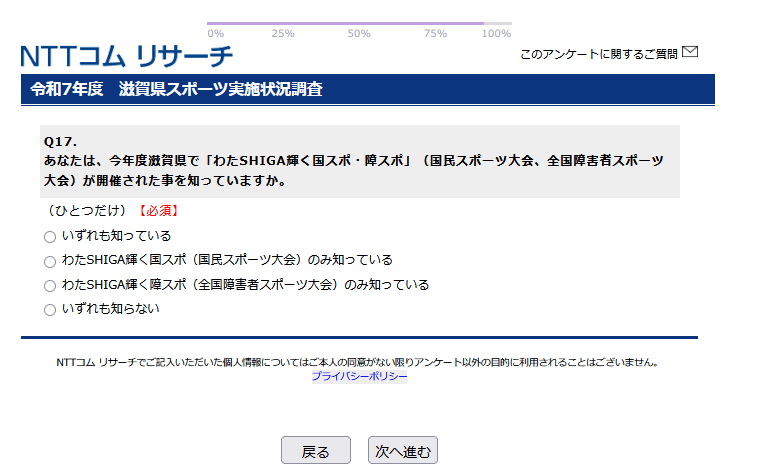 0% 25% 50% 75% 100%
NTTコム リサーチ
このアンケートに関するご質問
令和7年度 滋賀県スポーツ実施状況調査
Q17.
あなたは、今年度滋賀県で「わたSHIGA輝く国スポ・障スポ」（国民スポーツ大会、全国障害者スポーツ
大会）が開催された事を知っていますか。
（ひとつだけ）【必須】
いずれも知っている
わたSHIGA輝く国スポ（国民スポーツ大会）のみ知っている
わたSHIGA輝く障スポ（全国障害者スポーツ大会）のみ知っている
いずれも知らない
NTTコム リサーチでご記入いただいた個人情報についてはご本人の同意がない限りアンケート以外の目的に利用されることはございません。
プライバシーポリシー
戻る 次へ進む